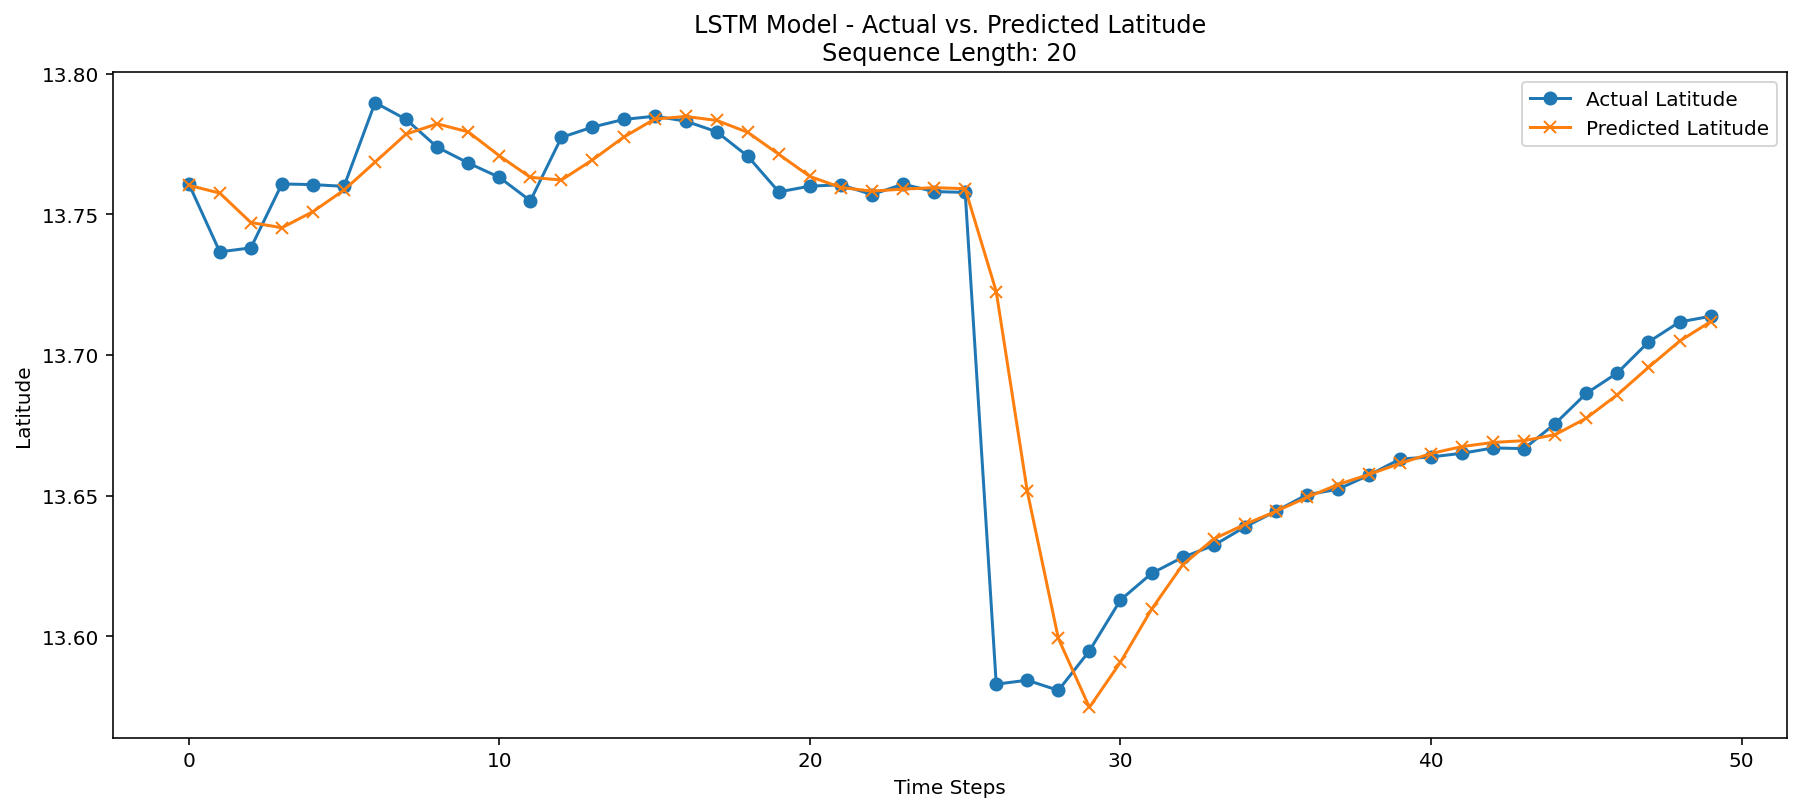 LSTM Model - Actual vs. Predicted Latitude
Sequence Length: 20
Actual Latitude
Predicted Latitude
13.80
13.75
13.70
13.65
13.60
Latitude
0 10 20 30 40 50
Time Steps